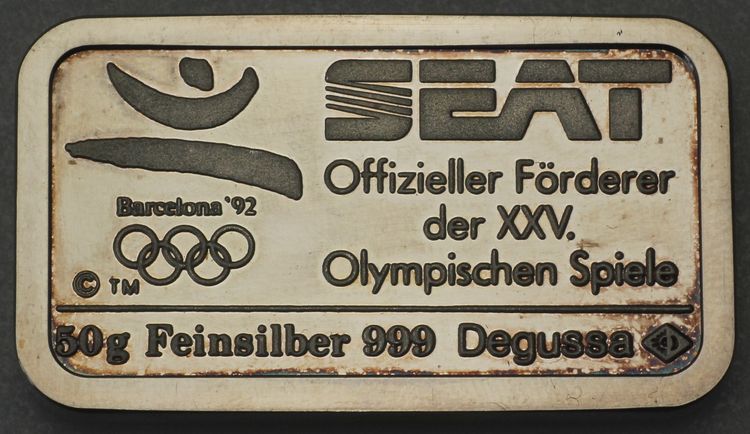 SEAT
Offizieller Förderer
der XXV.
Olympischen Spiele
Barcelona '92
© TM
50g Feinsilber 999 Degussa